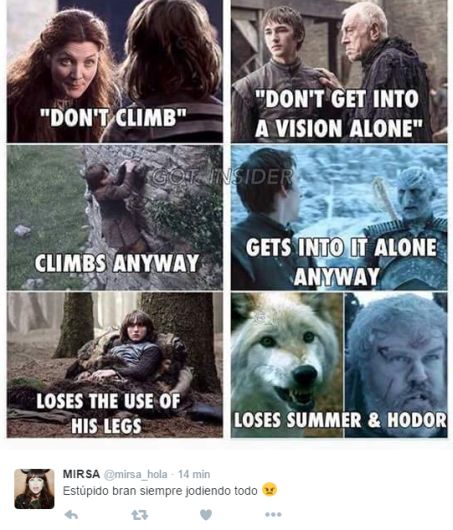 "DON'T CLIMB"
"DON'T GET INTO
A VISION ALONE"
GOT INSIDER
CLIMBS ANYWAY
GETS INTO IT ALONE
ANYWAY
LOSES THE USE OF
HIS LEGS
LOSES SUMMER & HODOR
MIRSA @mirsa_hola · 14 min
Estúpido bran siempre jodiendo todo 😠